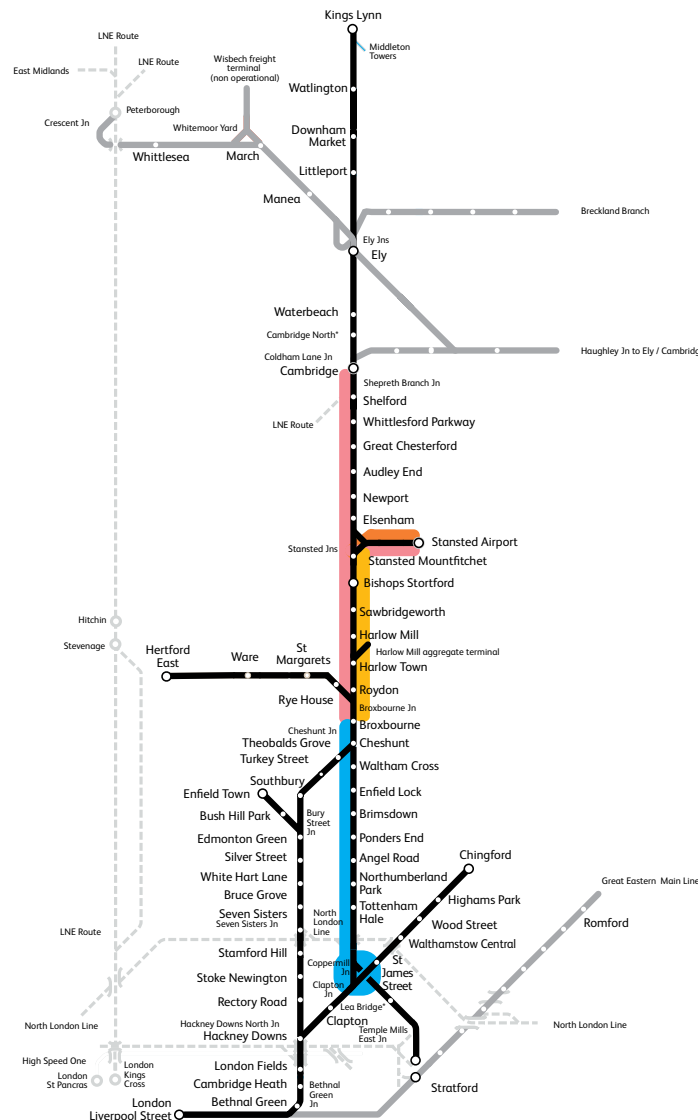 Kings Lynn
LNE Route
Middleton
Towers
LNE Route
Wisbech freight
terminal
(non operational)
East Midlands
Watlington
Peterborough
Crescent Jn
Whitemoor Yard
Downham
Market
Whittlesea
March
Littleport
Manea
Breckland Branch
Ely Jns
Ely
Waterbeach
Cambridge North*
Coldham Lane Jn
Haughley Jn to Ely / Cambridg
Cambridge
Shepreth Branch Jn
Shelford
LNE Route
Whittlesford Parkway
Great Chesterford
Audley End
Newport
Elsenham
Stansted Jns
Stansted Airport
Stansted Mountfitchet
Bishops Stortford
Sawbridgeworth
Hitchin
Harlow Mill
Stevenage
Hertford
East
Ware
St
Margarets
Harlow Mill aggregate terminal
Harlow Town
Rye House
Roydon
Broxbourne Jn
Broxbourne
Cheshunt Jn
Theobalds Grove
Cheshunt
Turkey Street
Waltham Cross
Southbury
Enfield Town
Enfield Lock
Bush Hill Park
Bury
Street
Jn
Brimsdown
Edmonton Green
Ponders End
Silver Street
Angel Road
Chingford
White Hart Lane
Northumberland
Park
Great Eastern Main Line
Bruce Grove
Highams Park
Seven Sisters
Seven Sisters Jn
North
London
Line
Tottenham
Hale
Wood Street
Romford
LNE Route
Walthamstow Central
Stamford Hill
Coppermill
Jn
St
James
Street
Stoke Newington
Clapton
Jn
Rectory Road
Lea Bridge*
Clapton
North London Line
Hackney Downs North Jn
Hackney Downs
Temple Mills
East Jn
North London Line
High Speed One
London
St Pancras
London
Kings
Cross
London Fields
Cambridge Heath
Stratford
Bethnal Green
Bethnal
Green
Jn
London
Liverpool Street